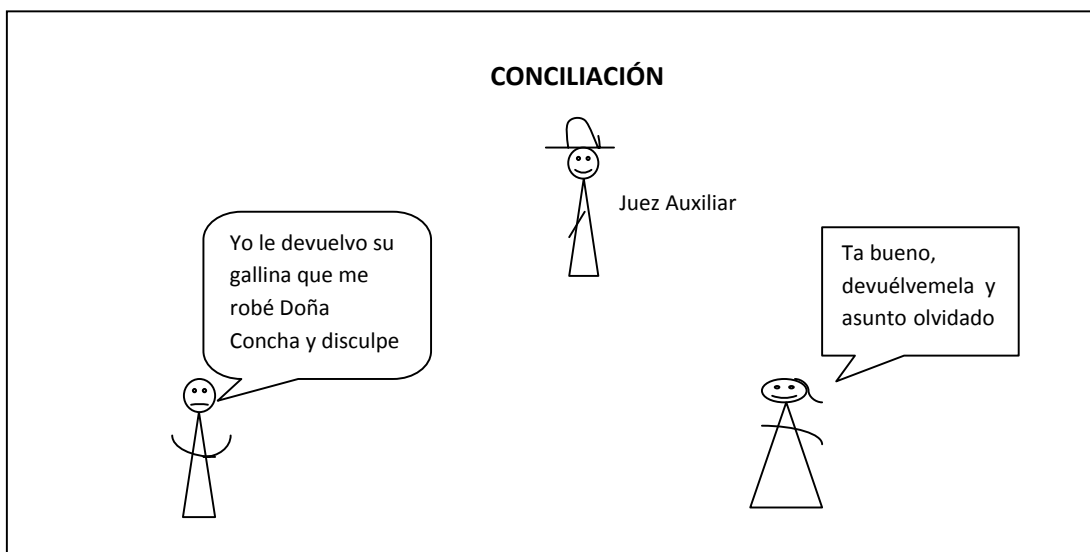 CONCILIACIÓN
Juez Auxiliar
Yo le devuelvo su
gallina que me
robé Doña
Concha y disculpe
Ta bueno,
devuélvemela y
asunto olvidado